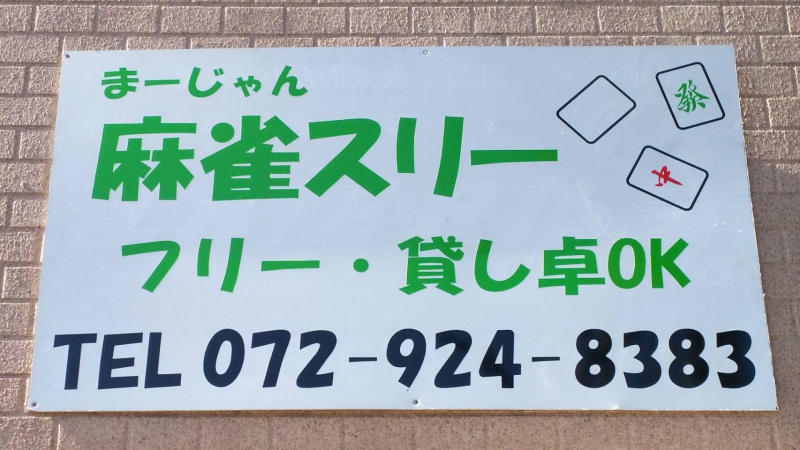 まーじゃん
麻雀スリー
發
中
フリー・貸し卓OK
TEL 072-924-8383